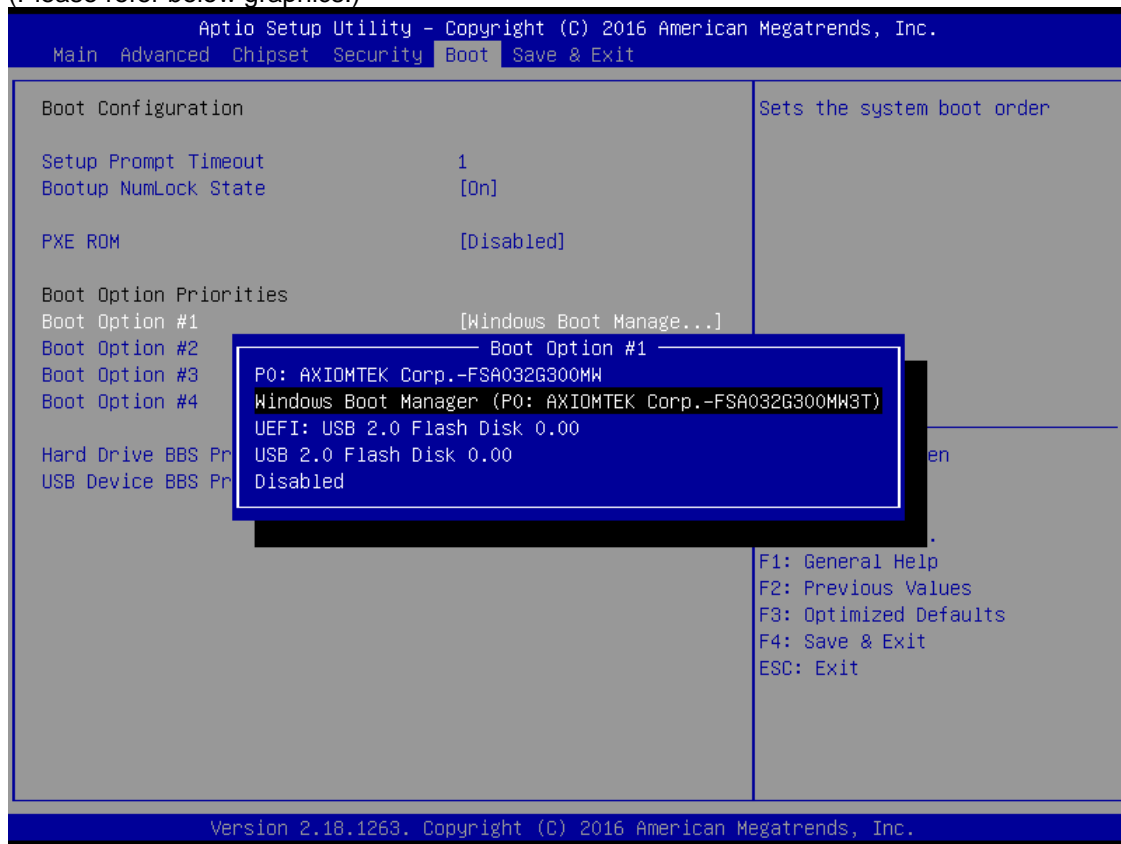 (Please refer below graphics.)
Aptio Setup Utility – Copyright (C) 2016 American Megatrends, Inc.
Main Advanced Chipset Security Boot Save & Exit
Boot Configuration
Sets the system boot order
Setup Prompt Timeout 1
Bootup NumLock State [On]
PXE ROM [Disabled]
Boot Option Priorities
Boot Option #1 [Windows Boot Manage...]
Boot Option #2
Boot Option #3
Boot Option #4
Hard Drive BBS Pr
USB Device BBS Pr
Boot Option #1
P0: AXIOMTEK Corp.-FSA032G300MW
Windows Boot Manager (P0: AXIOMTEK Corp.-FSA032G300MW3T)
UEFI: USB 2.0 Flash Disk 0.00
USB 2.0 Flash Disk 0.00
Disabled
en
.
F1: General Help
F2: Previous Values
F3: Optimized Defaults
F4: Save & Exit
ESC: Exit
Version 2.18.1263. Copyright (C) 2016 American Megatrends, Inc.